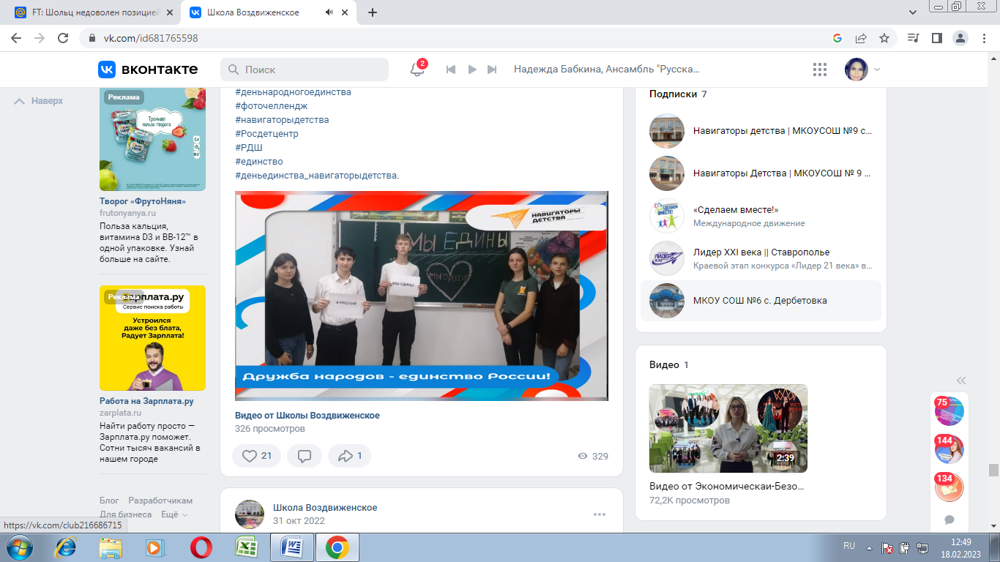 FT: Шольц недоволен позицией
Школа Воздвиженское
vk.com/id681765598
ВКОНТАКТЕ
Поиск
2
Надежда Бабкина, Ансамбль "Русска...
Наверх
Реклама
Тройная
польза творога
Творог «ФрутоНяня»
frutonyanya.ru
Польза кальция,
витамина D3 и BB-12™ в
одной упаковке. Узнай
больше на сайте.
Реклама
Зарплата.ру
Сервис поиска работы
Устроился
даже без блата,
Радует Зарплата!
Работа на Зарплата.ру
zarplata.ru
Найти работу просто —
Зарплата.ру поможет.
Сотни тысяч вакансий в
нашем городе
Блог Разработчикам
Для бизнеса Ещё
https://vk.com/club216686715
#деньнародногоединства
#фоточеллендж
#навигаторыдетства
#Росдетцентр
#РДШ
#единство
#деньединства_навигаторыдетства.
НАВИГАТОРЫ
ДЕТСТВА
МЫ ЕДИНЫ
МЫ РОССИЯ
Я РУССКИЙ
МЫ ЕДИНЫ
Дружба народов - единство России!
Видео от Школы Воздвиженское
326 просмотров
21
1
329
Школа Воздвиженское
31 окт 2022
Подписки 7
Навигаторы детства | МКОУСОШ №9 с...
Навигаторы Детства | МКОУСОШ № 9 ...
«Сделаем вместе!»
Международное движение
Лидер XXI века || Ставрополье
Краевой этап конкурса «Лидер 21 века» в...
МКОУ СОШ №6 с. Дербетовка
Видео 1
2:39
Видео от Экономическаи-Безо...
72,2K просмотров
75
144
134
RU
12:49
18.02.2023